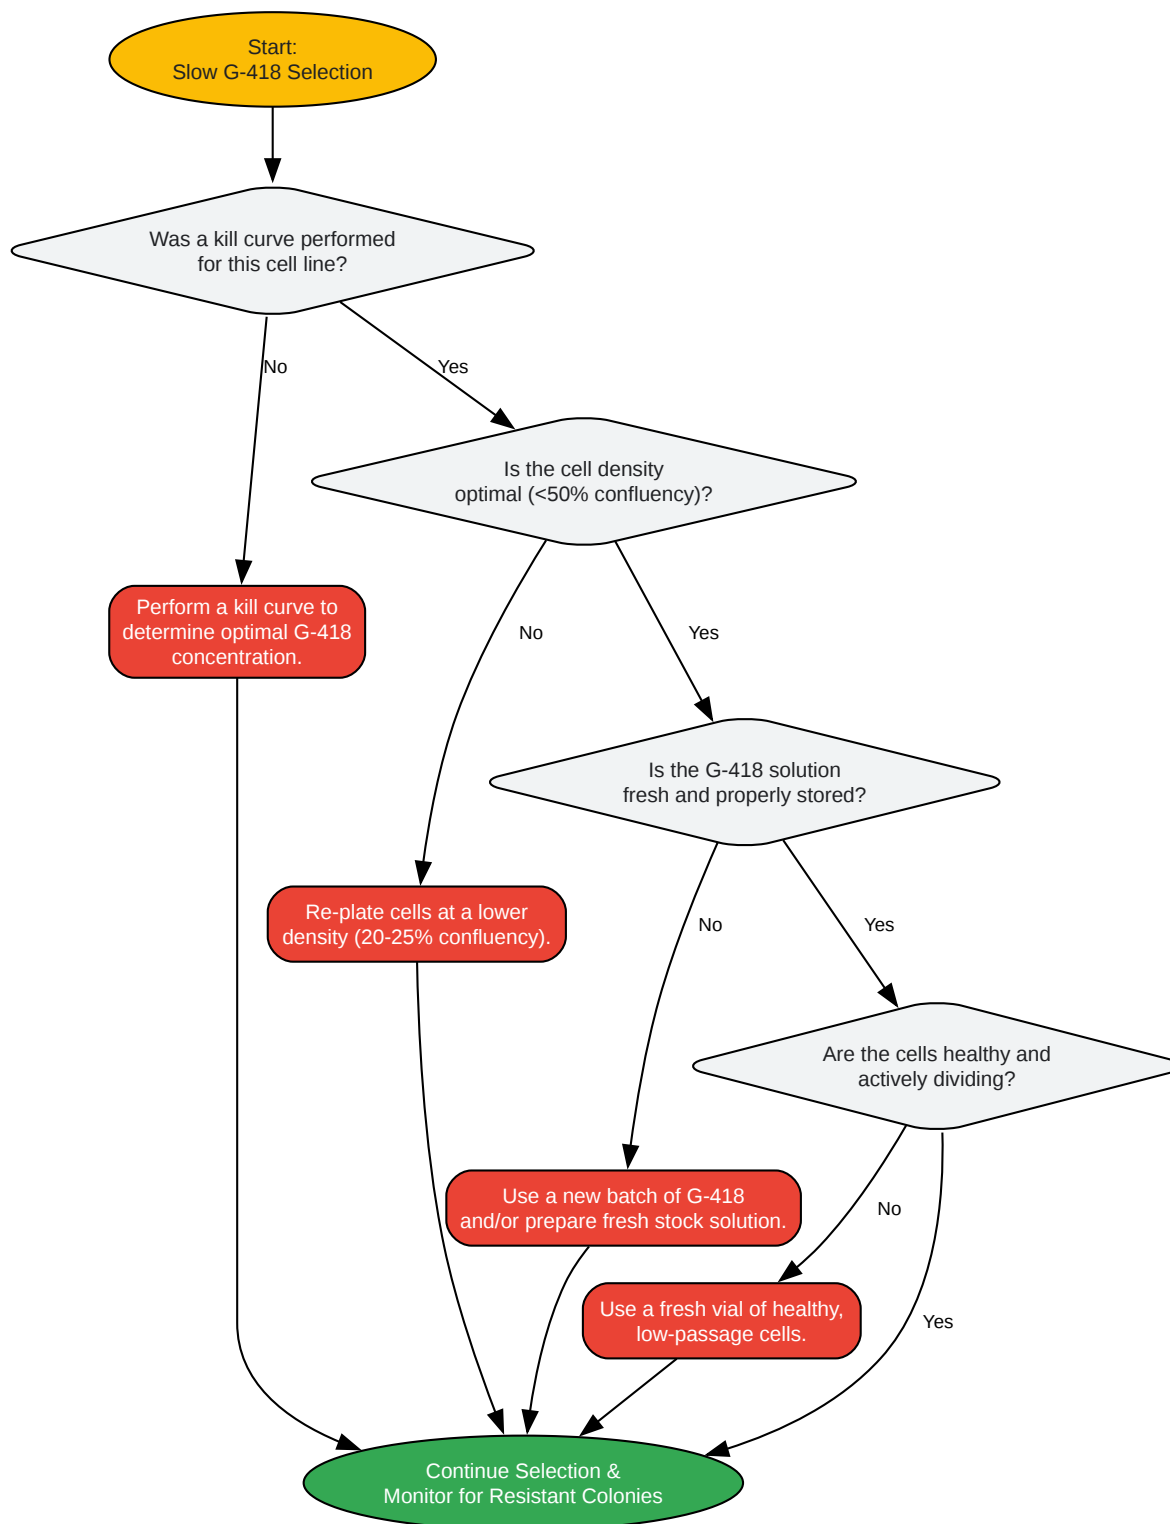 Start:
Slow G-418 Selection
Was a kill curve performed
for this cell line?
No
Yes
Is the cell density
optimal (<50% confluency)?
Perform a kill curve to
determine optimal G-418
concentration.
No
Yes
Is the G-418 solution
fresh and properly stored?
Re-plate cells at a lower
density (20-25% confluency).
No
Yes
Are the cells healthy and
actively dividing?
Use a new batch of G-418
and/or prepare fresh stock solution.
No
Use a fresh vial of healthy,
low-passage cells.
Yes
Continue Selection &
Monitor for Resistant Colonies